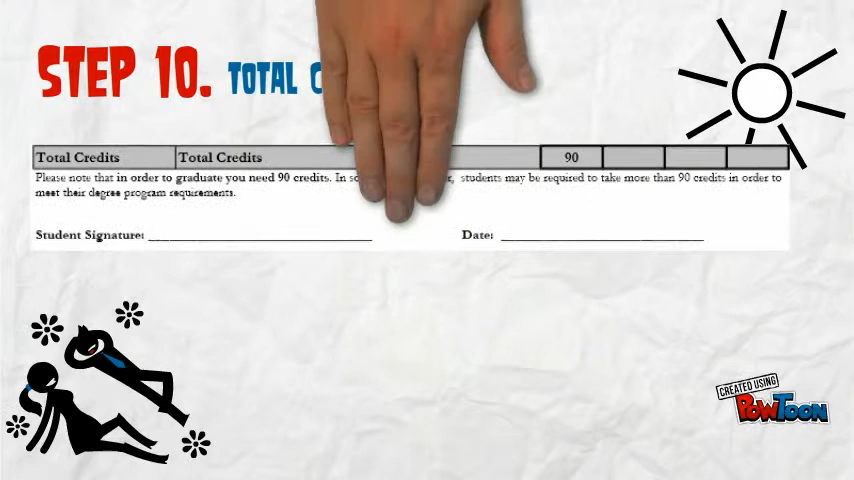 STEP 10. TOTAL C
Total Credits Total Credits 90
Please note that in order to graduate you need 90 credits. In so , students may be required to take more than 90 credits in order to
meet their degree program requirements.
Student Signature: Date:
CREATED USING
POWTOON